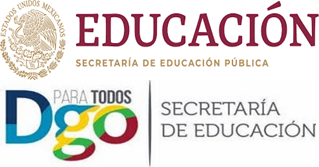 ESTADOS UNIDOS MEXICANOS
EDUCACIÓN
SECRETARÍA DE EDUCACIÓN PÚBLICA
PARA TODOS
Dgo
SECRETARÍA
DE EDUCACIÓN